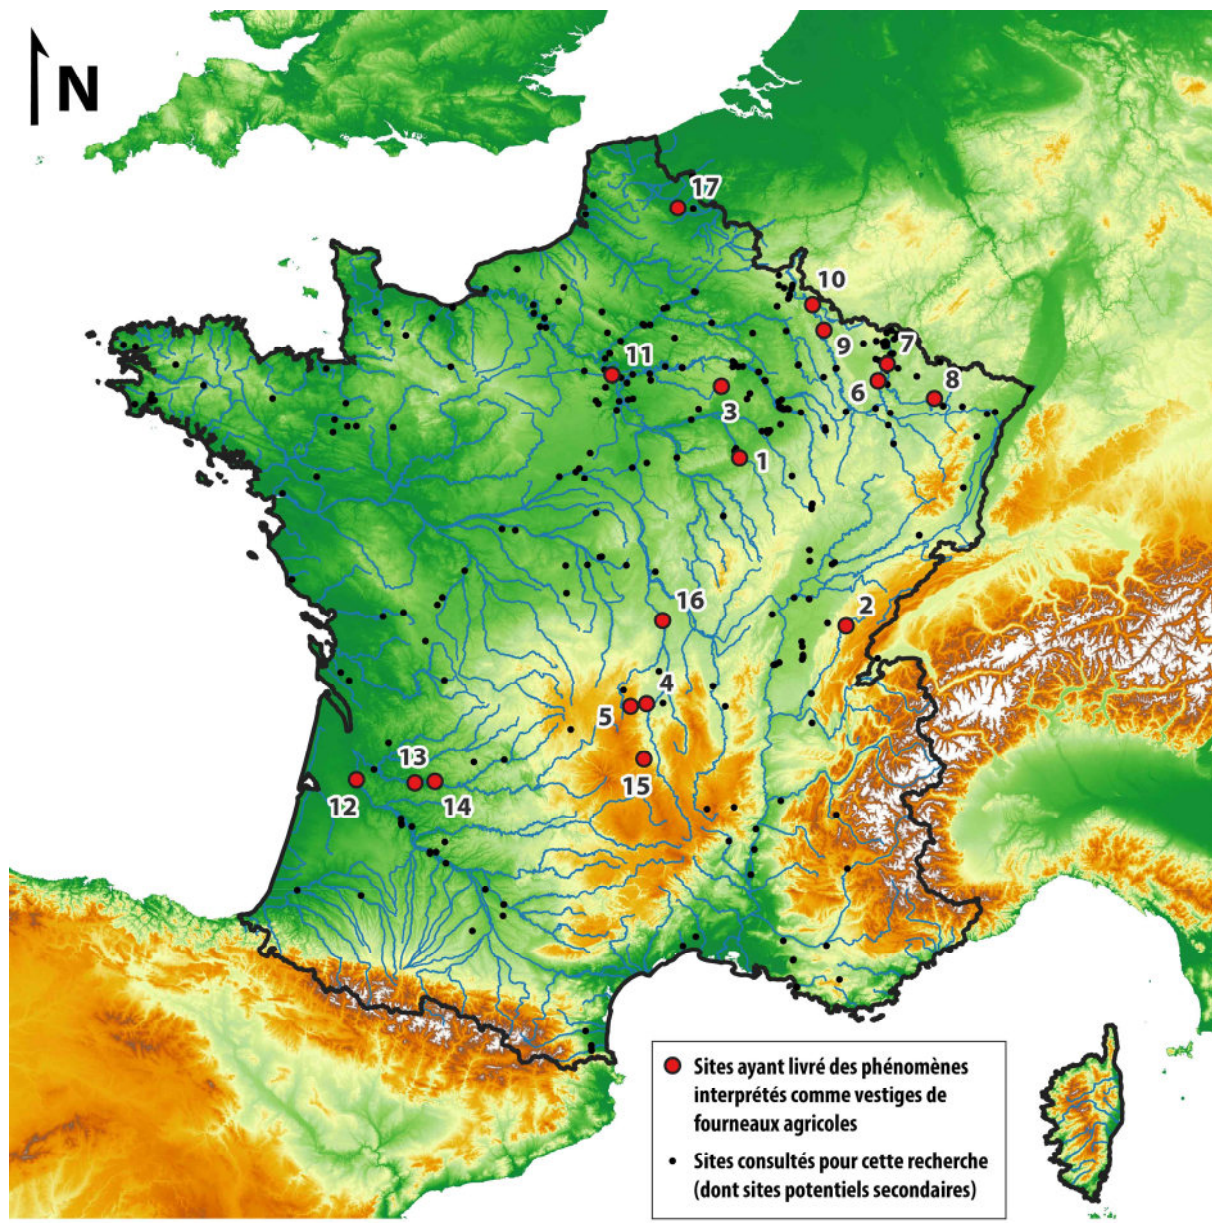 N
17
10
9
7
11
6
8
3
1
16
2
4
5
13
15
12
14
Sites ayant livré des phénomènes
interprétés comme vestiges de
fourneaux agricoles
Sites consultés pour cette recherche
(dont sites potentiels secondaires)